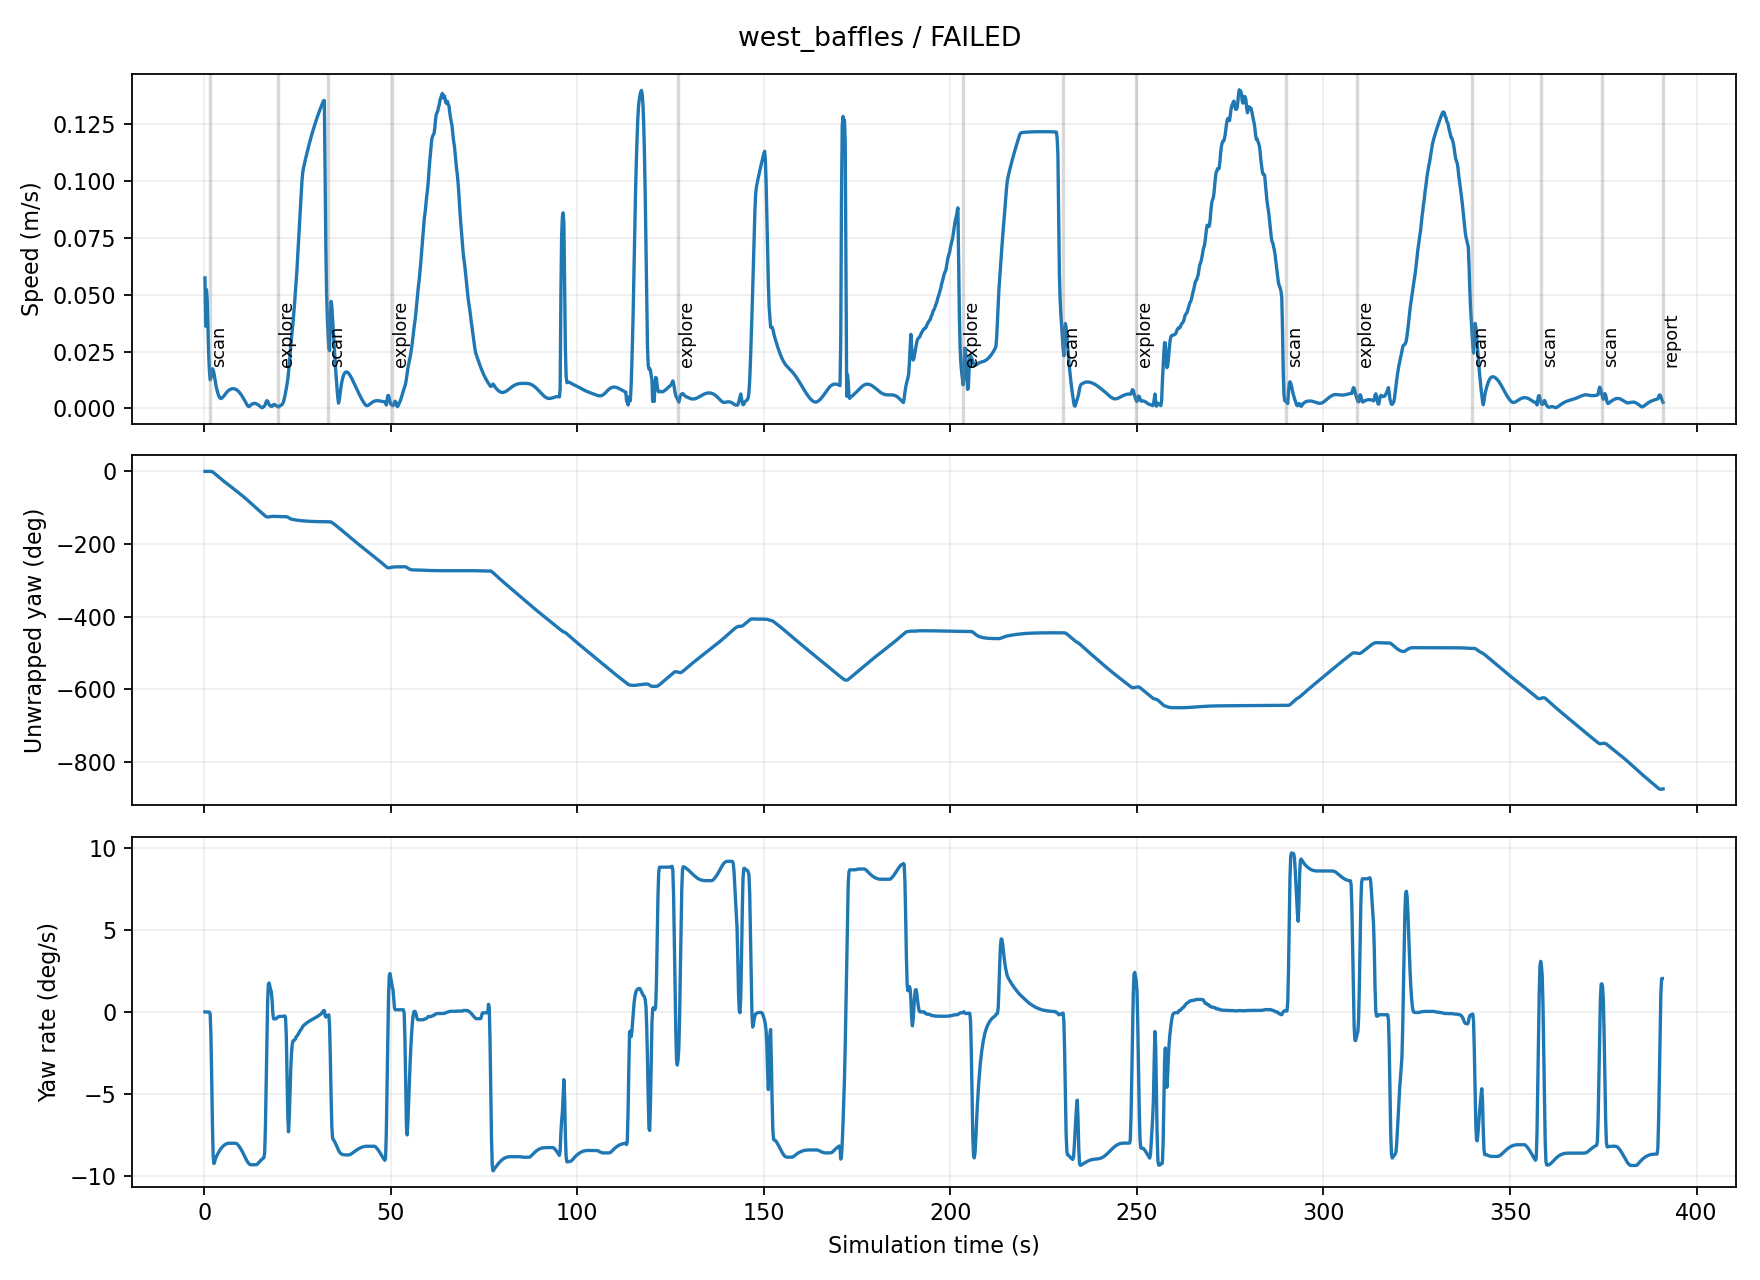 west_baffles / FAILED
Speed (m/s)
0.125
0.100
0.075
0.050
0.025
0.000
scan
explore
scan
explore
explore
explore
scan
explore
scan
explore
scan
scan
scan
report
Unwrapped yaw (deg)
0
−200
−400
−600
−800
Yaw rate (deg/s)
10
5
0
−5
−10
0 50 100 150 200 250 300 350 400
Simulation time (s)